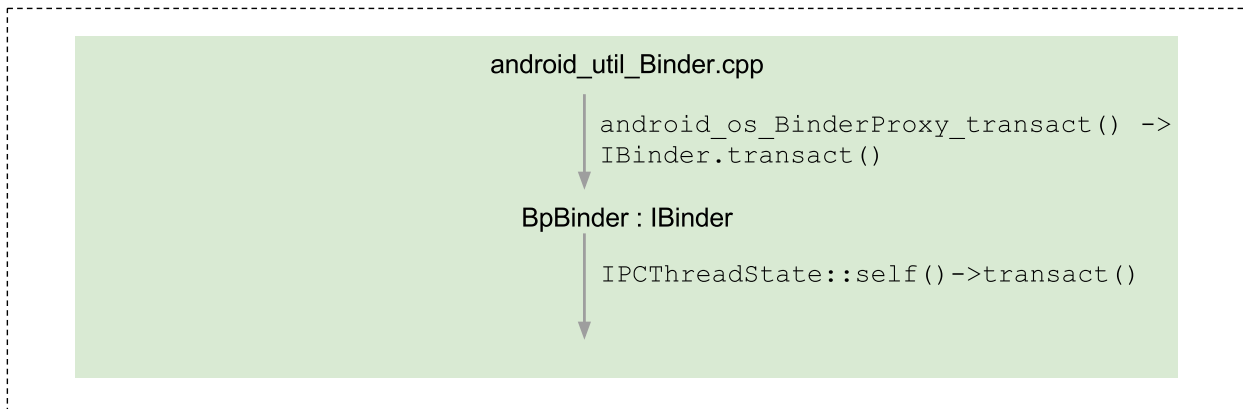 android_util_Binder.cpp
android_os_BinderProxy_transact() ->
IBinder.transact()
BpBinder : IBinder
IPCThreadState::self()->transact()